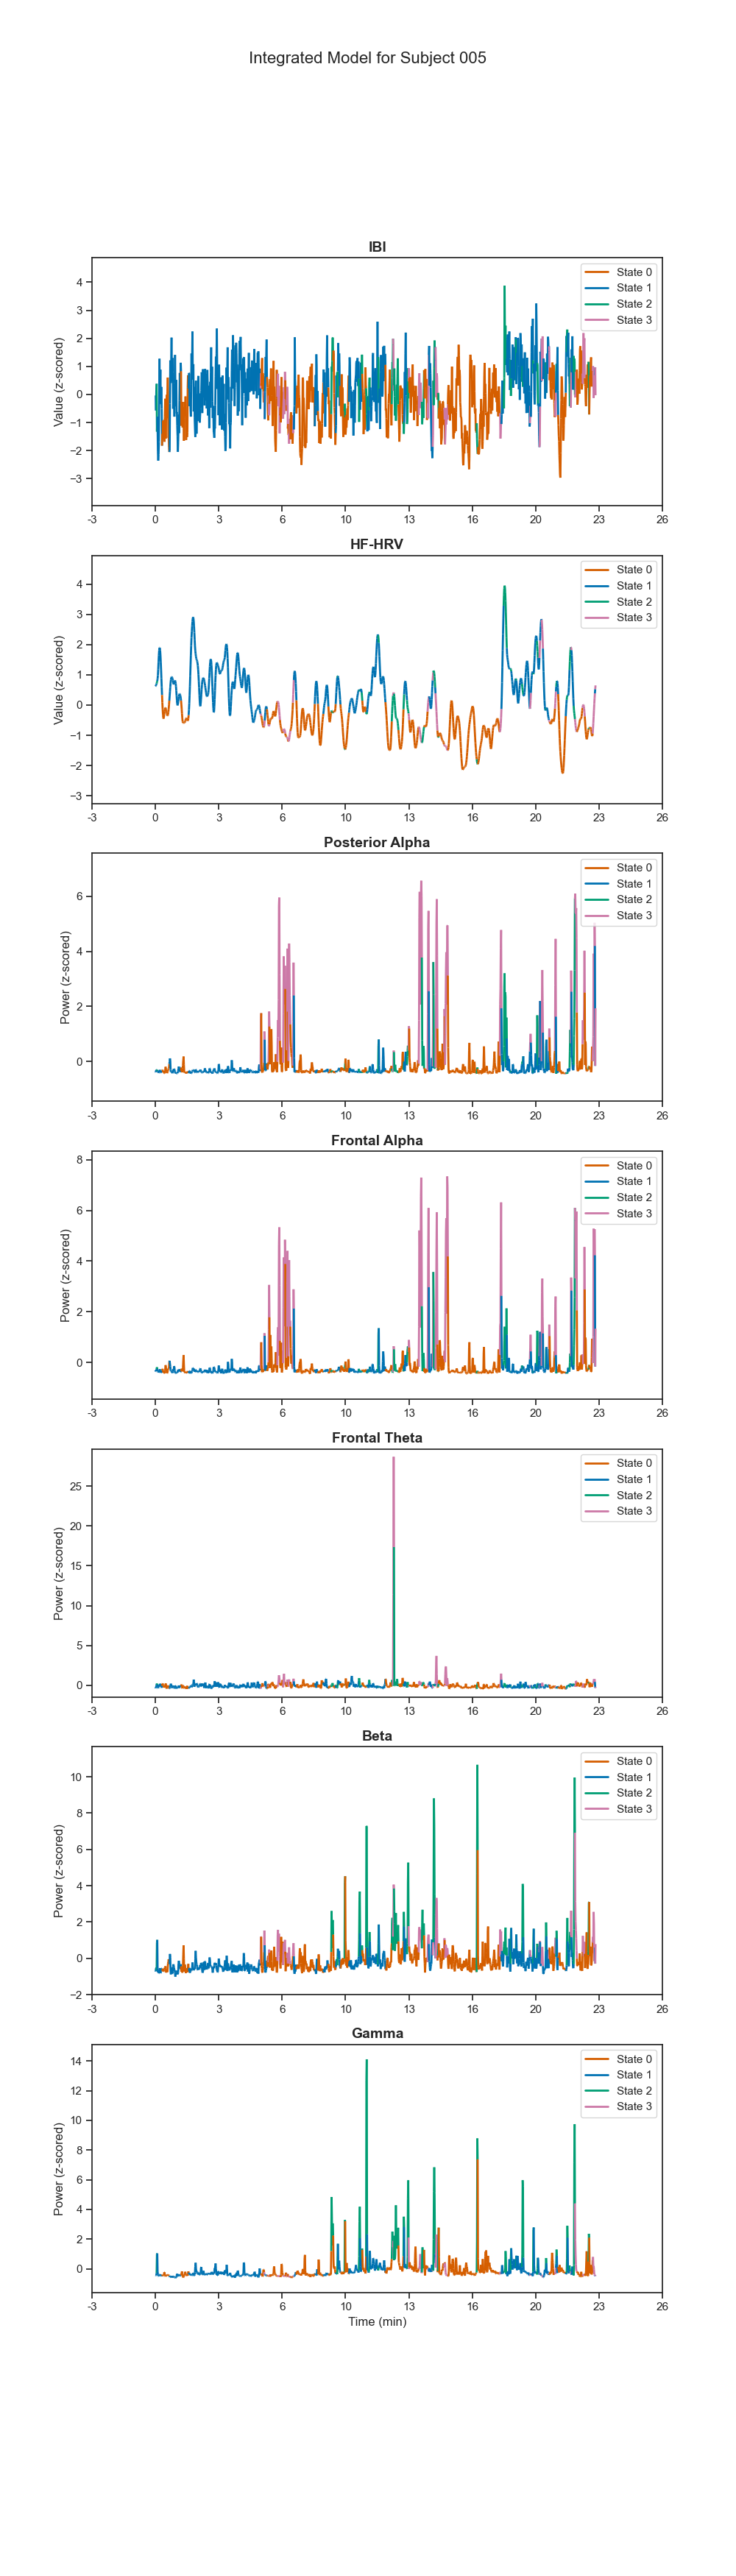 Integrated Model for Subject 005
IBI
Value (z-scored)
4
3
2
1
0
−1
−2
−3
State 0
State 1
State 2
State 3
-3 0 3 6 10 13 16 20 23 26
HF-HRV
Value (z-scored)
4
3
2
1
0
−1
−2
−3
State 0
State 1
State 2
State 3
-3 0 3 6 10 13 16 20 23 26
Posterior Alpha
Power (z-scored)
6
4
2
0
State 0
State 1
State 2
State 3
-3 0 3 6 10 13 16 20 23 26
Frontal Alpha
Power (z-scored)
8
6
4
2
0
State 0
State 1
State 2
State 3
-3 0 3 6 10 13 16 20 23 26
Frontal Theta
Power (z-scored)
25
20
15
10
5
0
State 0
State 1
State 2
State 3
-3 0 3 6 10 13 16 20 23 26
Beta
Power (z-scored)
10
8
6
4
2
0
−2
State 0
State 1
State 2
State 3
-3 0 3 6 10 13 16 20 23 26
Gamma
Power (z-scored)
14
12
10
8
6
4
2
0
State 0
State 1
State 2
State 3
-3 0 3 6 10 13 16 20 23 26
Time (min)